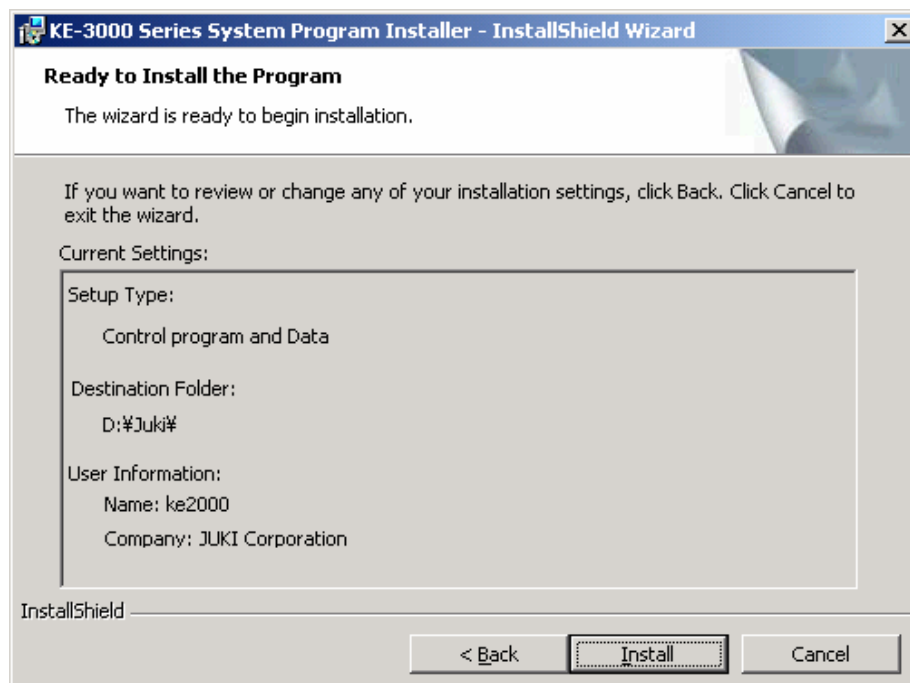 KE-3000 Series System Program Installer - InstallShield Wizard
Ready to Install the Program
The wizard is ready to begin installation.
If you want to review or change any of your installation settings, click Back. Click Cancel to
exit the wizard.
Current Settings:
Setup Type:
Control program and Data
Destination Folder:
D:¥Juki¥
User Information:
Name: ke2000
Company: JUKI Corporation
InstallShield
< Back
Install
Cancel